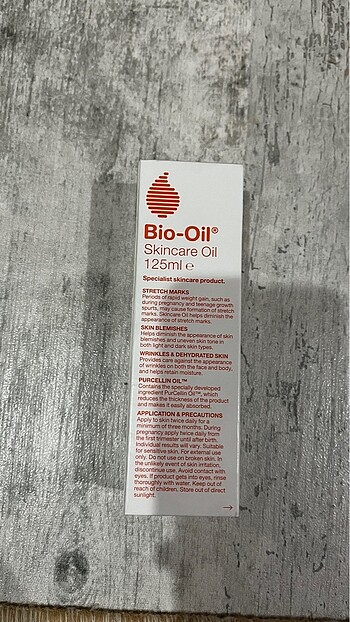 Bio-Oil®
Skincare Oil
125ml ℮
Specialist skincare product.
STRETCH MARKS
Periods of rapid weight gain, such as
during pregnancy and teenage growth
spurts, may cause formation of stretch
marks. Skincare Oil helps diminish the
appearance of stretch marks.
SKIN BLEMISHES
Helps diminish the appearance of skin
blemishes and uneven skin tone in
both light and dark skin types.
WRINKLES & DEHYDRATED SKIN
Provides care against the appearance
of wrinkles on both the face and body,
and helps retain moisture.
PURCELLIN OIL™
Contains the specially developed
ingredient PurCellin Oil™, which
reduces the thickness of the product
and makes it easily absorbed.
APPLICATION & PRECAUTIONS
Apply to skin twice daily for a
minimum of three months. During
pregnancy apply twice daily from
the first trimester until after birth.
Individual results will vary. Suitable
for sensitive skin. For external use
only. Do not use on broken skin. In
the unlikely event of skin irritation,
discontinue use. Avoid contact with
eyes. If product gets into eyes, rinse
thoroughly with water. Keep out of
reach of children. Store out of direct
sunlight.